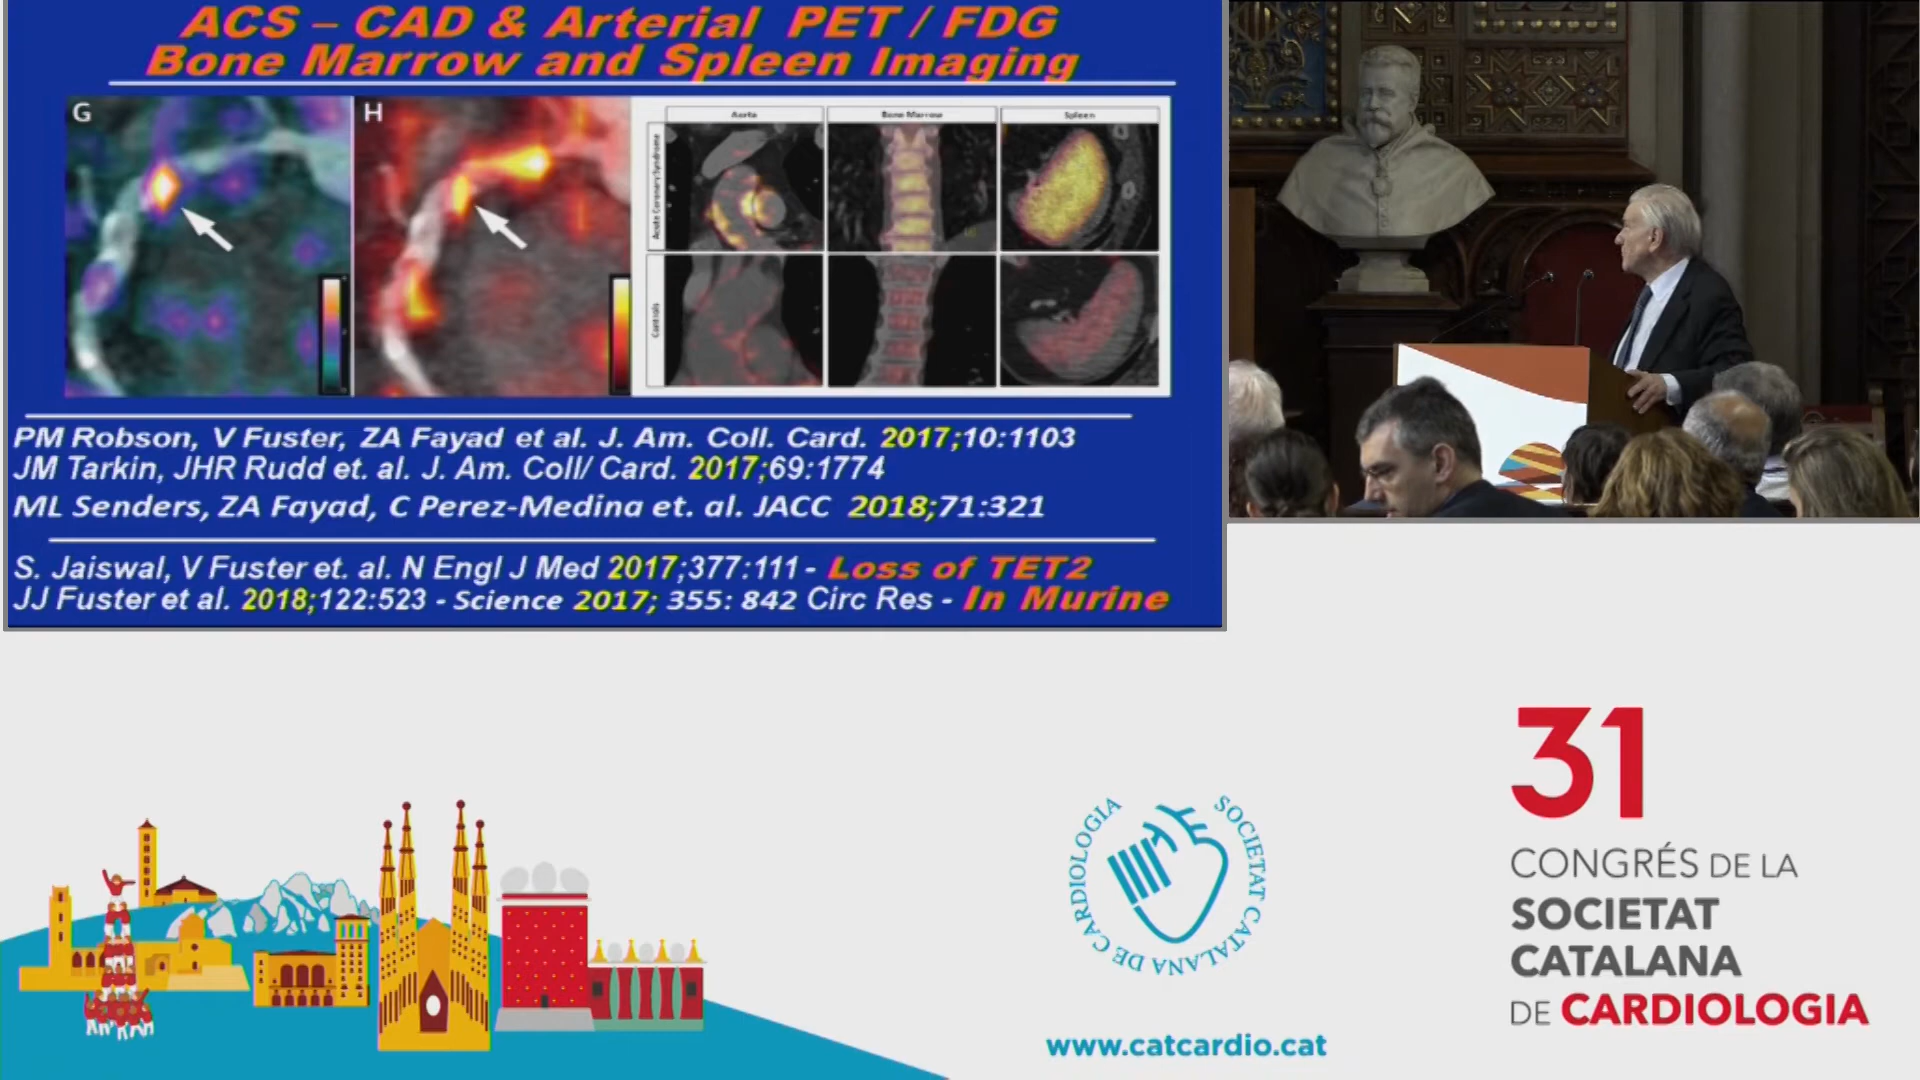 ACS – CAD & Arterial PET / FDG
Bone Marrow and Spleen Imaging
G
H
Aorta
Bone Marrow
Spleen
Acute Coronary Syndrome
Controls
PM Robson, V Fuster, ZA Fayad et al. J. Am. Coll. Card. 2017;10:1103
JM Tarkin, JHR Rudd et. al. J. Am. Coll/ Card. 2017;69:1774
ML Senders, ZA Fayad, C Perez-Medina et. al. JACC 2018;71:321
S. Jaiswal, V Fuster et. al. N Engl J Med 2017;377:111 - Loss of TET2
JJ Fuster et al. 2018;122:523 - Science 2017; 355: 842 Circ Res - In Murine
SOCIETAT CATALANA DE CARDIOLOGIA
www.catcardio.cat
31
CONGRÉS DE LA
SOCIETAT
CATALANA
DE CARDIOLOGIA